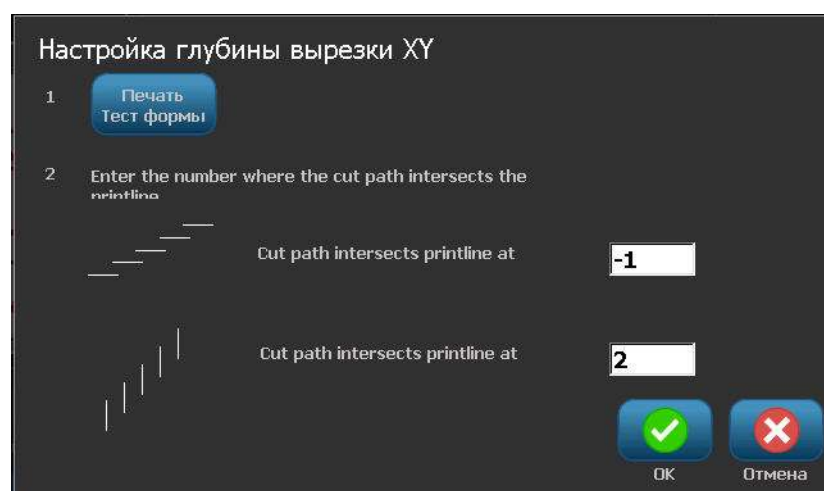 Настройка глубины вырезки XY
1
Печать
Тест формы
2
Enter the number where the cut path intersects the
printline
Cut path intersects printline at
-1
Cut path intersects printline at
2
OK
Отмена